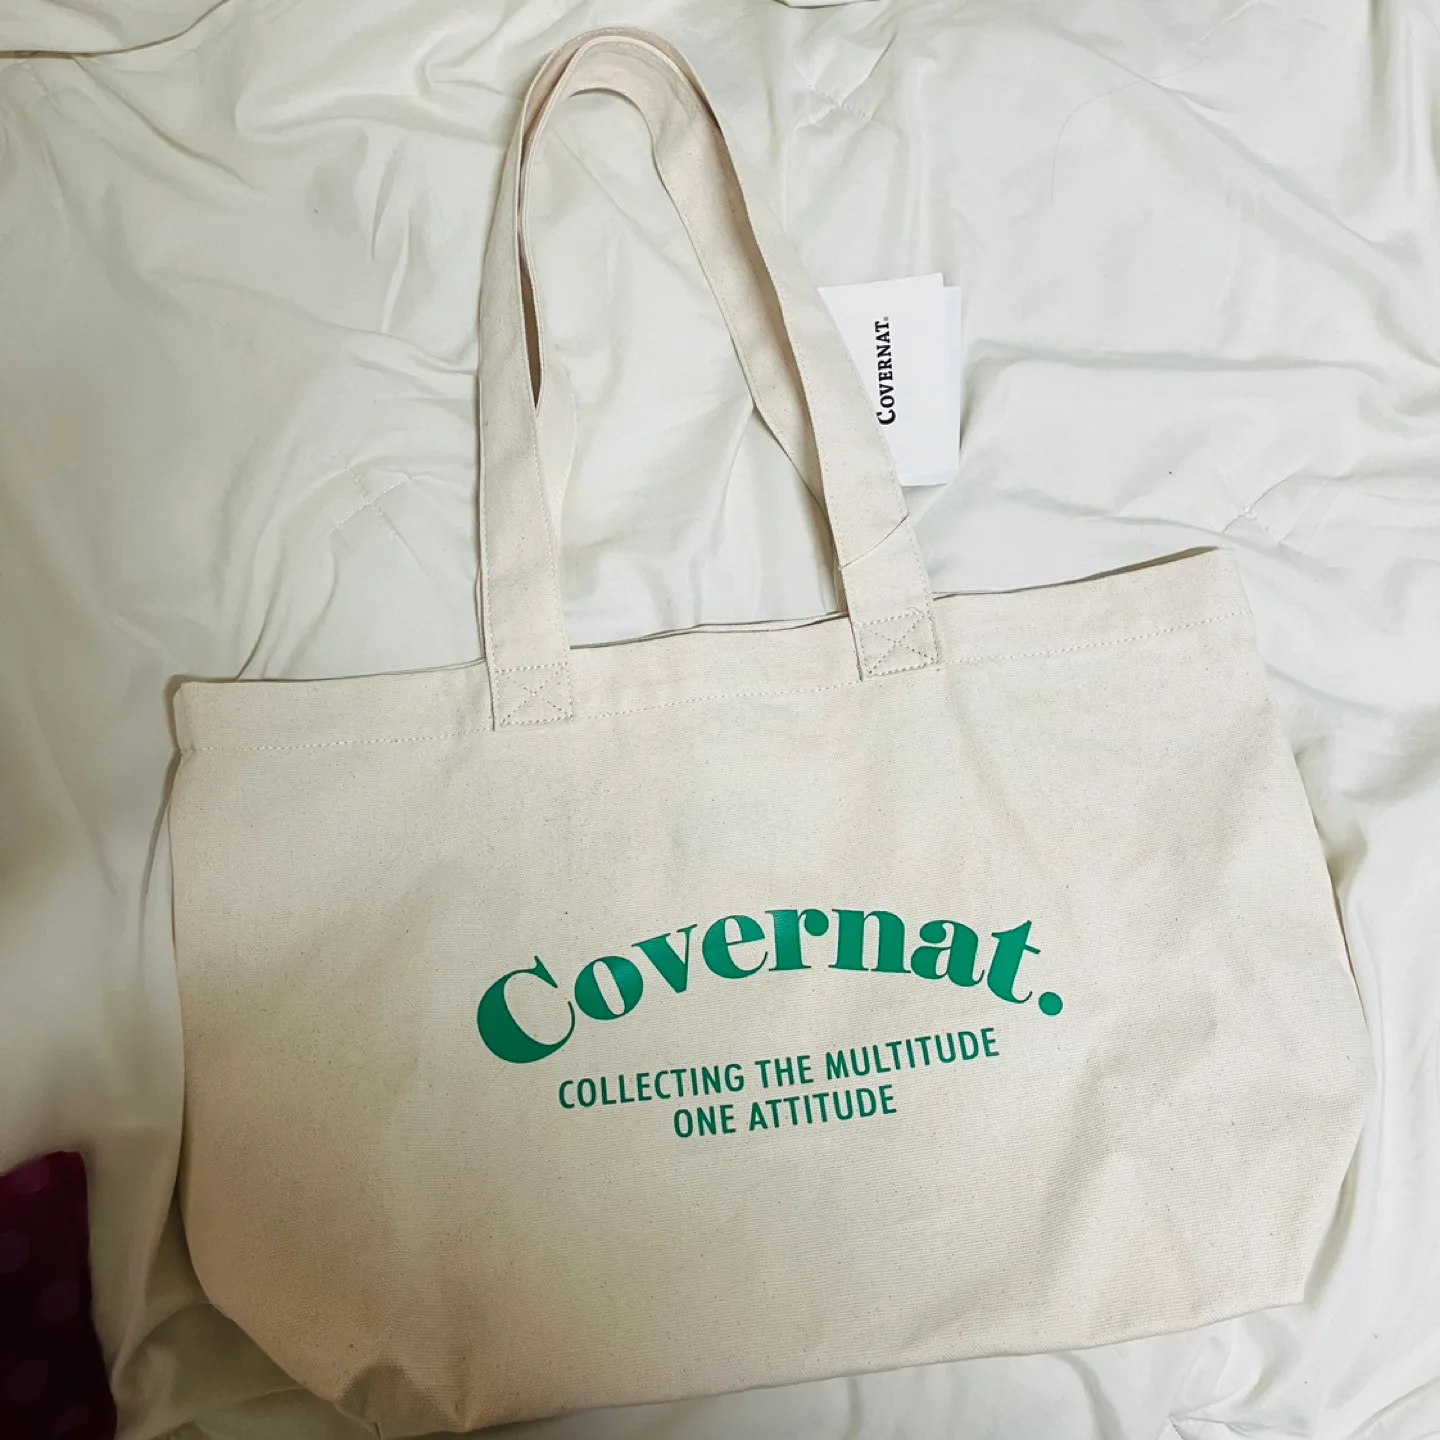 COVERNAT®
Covernat.
COLLECTING THE MULTITUDE
ONE ATTITUDE